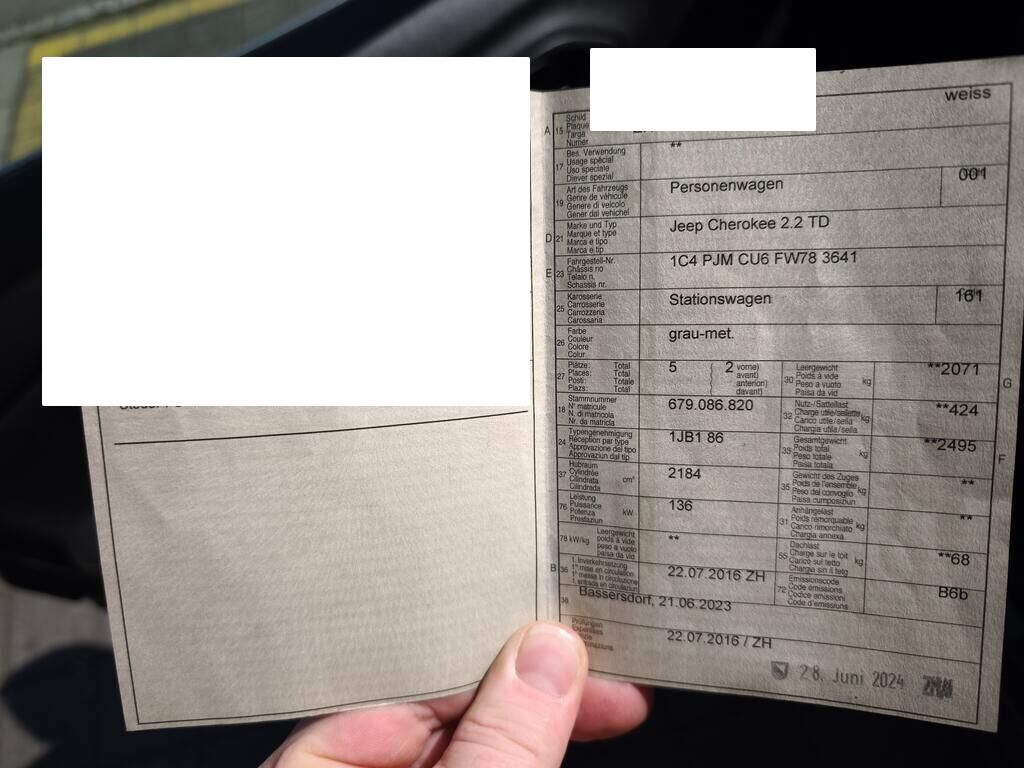 weiss
A 15 Schild
Plaque
Targa
Numer
17 Bes. Verwendung
Usage spécial
Uso speciale
Diever spezial
**
19 Art des Fahrzeugs
Genre de véhicule
Genere di veicolo
Gener dal vehichel
Personenwagen
001
D 21 Marke und Typ
Marque et type
Marca e tipo
Marca e tip
Jeep Cherokee 2.2 TD
E 23 Fahrgestell-Nr.
Châssis no
Telaio n.
Schassis nr.
1C4 PJM CU6 FW78 3641
25 Karosserie
Carrosserie
Carrozzeria
Carossaria
Stationswagen
161
26 Farbe
Couleur
Colore
Colur
grau-met.
27 Plätze: Total
Places: Total
Posti: Totale
Plazs: Total
5 2 vorne)
avant)
anteriori)
davant)
30 Leergewicht
Poids à vide
Peso a vuoto
Paisa da vid
kg
**2071
G
18 Stammnummer
N° matricule
N. di matricola
Nr. da matricla
679.086.820
32 Nutz-/Sattellast
Charge utile/sellette
Carico utile/sella
Chargia utila/sella
kg
**424
24 Typengenehmigung
Réception par type
Approvazione del tipo
Approvaziun dal tip
1JB1 86
33 Gesamtgewicht
Poids total
Peso totale
Paisa totala
kg
**2495
F
37 Hubraum
Cylindrée
Cilindrata
Cilindrada
cm³
2184
35 Gewicht des Zuges
Poids de l'ensemble
Peso del convoglio
Paisa cumposiziun
kg
**
76 Leistung
Puissance
Potenza
Prestaziun
kW
136
31 Anhängelast
Poids remorquable
Carico rimorchiato
Chargia annexa
kg
**
78 kW/kg Leergewicht
poids à vide
peso a vuoto
paisa da vid
**
55 Dachlast
Charge sur le toit
Carico sul tetto
Chargia sin il tetg
kg
**68
B 36 1. Inverkehrsetzung
1re mise en circulation
1a messa in circolazione
1. entrada en circulaziun
22.07.2016 ZH
72 Emissionscode
Code émissions
Codice emissioni
Code d'emissiuns
B6b
38 Bassersdorf, 21.06.2023
Prüfungen
Expertises
22.07.2016 / ZH
28. Juni 2024 ZH